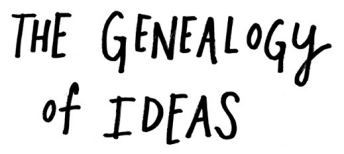 THE GENEALOGY
of IDEAS